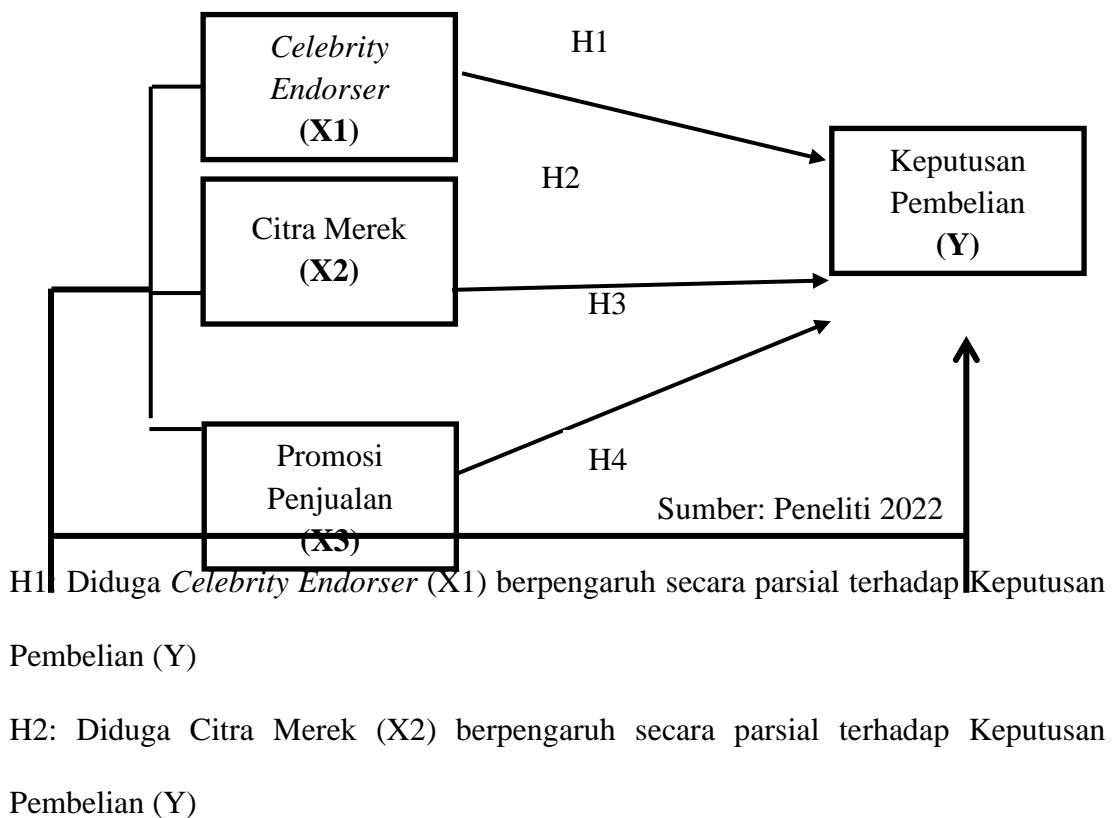 H1
Celebrity
Endorser
(X1)
Keputusan
Pembelian
(Y)
H2
Citra Merek
(X2)
H3
Promosi
Penjualan
(X3)
H4
Sumber: Peneliti 2022
H1: Diduga Celebrity Endorser (X1) berpengaruh secara parsial terhadap Keputusan
Pembelian (Y)
H2: Diduga Citra Merek (X2) berpengaruh secara parsial terhadap Keputusan
Pembelian (Y)